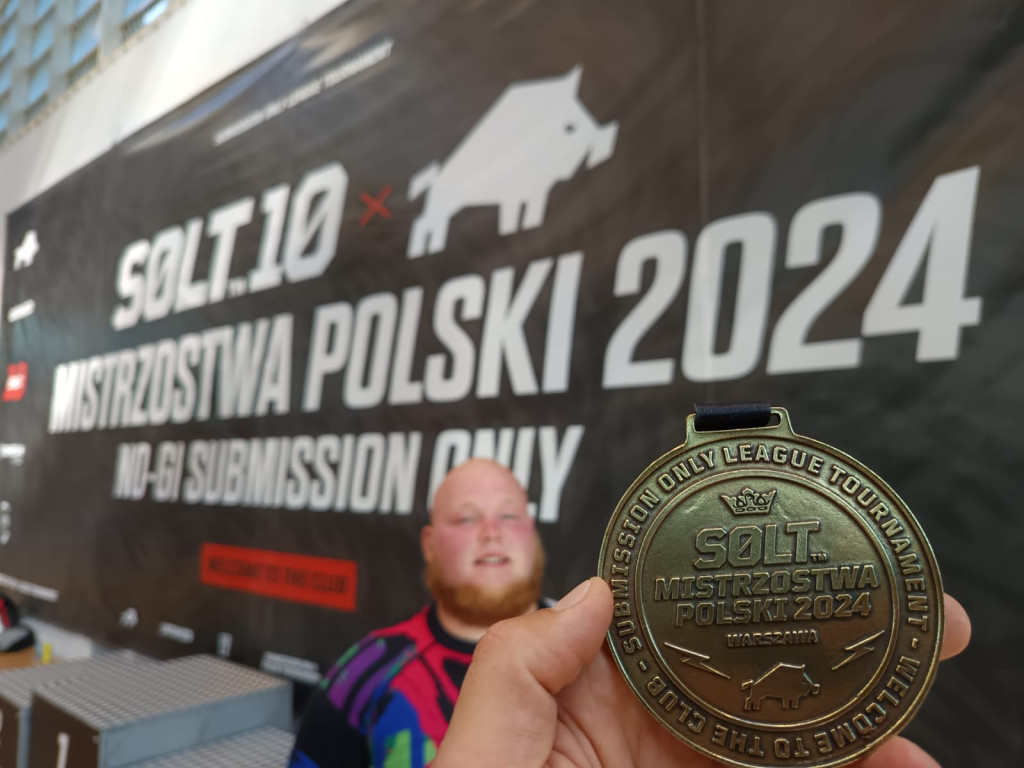 SØLT.10 ×
MISTRZOSTWA POLSKI 2024
NO-GI SUBMISSION ONLY
WELCOME TO THE CLUB
1
SUBMISSION ONLY LEAGUE TOURNAMENT
SØLT™
MISTRZOSTWA
POLSKI 2024
WARSZAWA
- WELCOME TO THE CLUB -